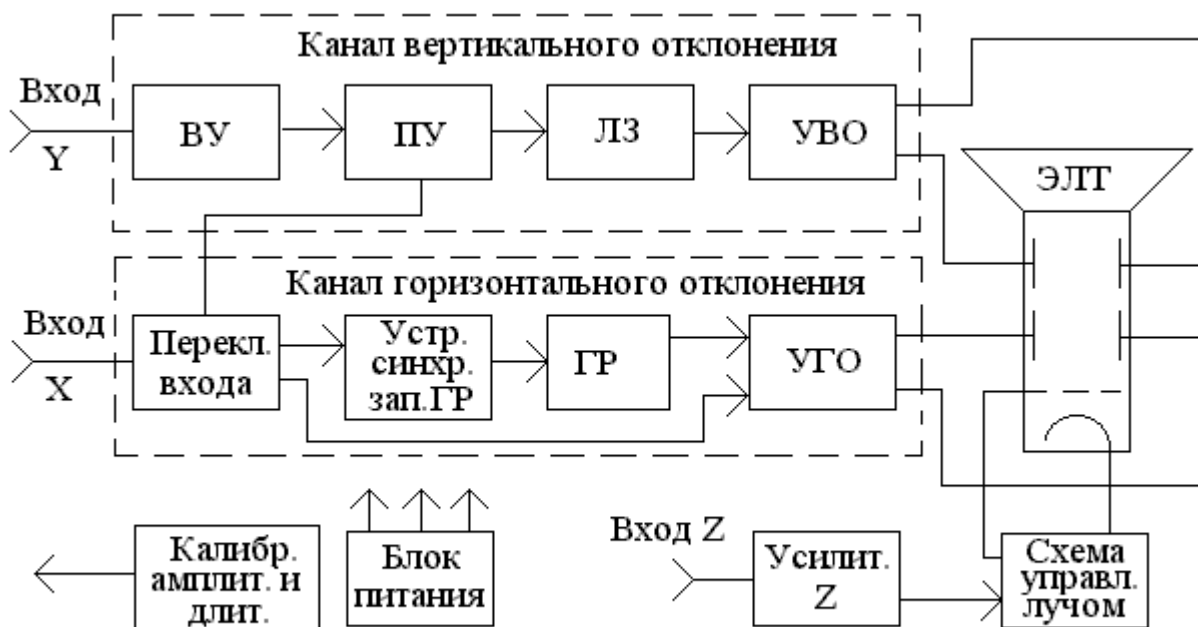 Канал вертикального отклонения
Вход
Y
ВУ
ПУ
ЛЗ
УВО
ЭЛТ
Канал горизонтального отклонения
Вход
X
Перекл.
входа
Устр.
синхр.
зап.ГР
ГР
УГО
Калибр.
амплит. и
длит.
Блок
питания
Вход Z
Усилит.
Z
Схема
управл.
лучом